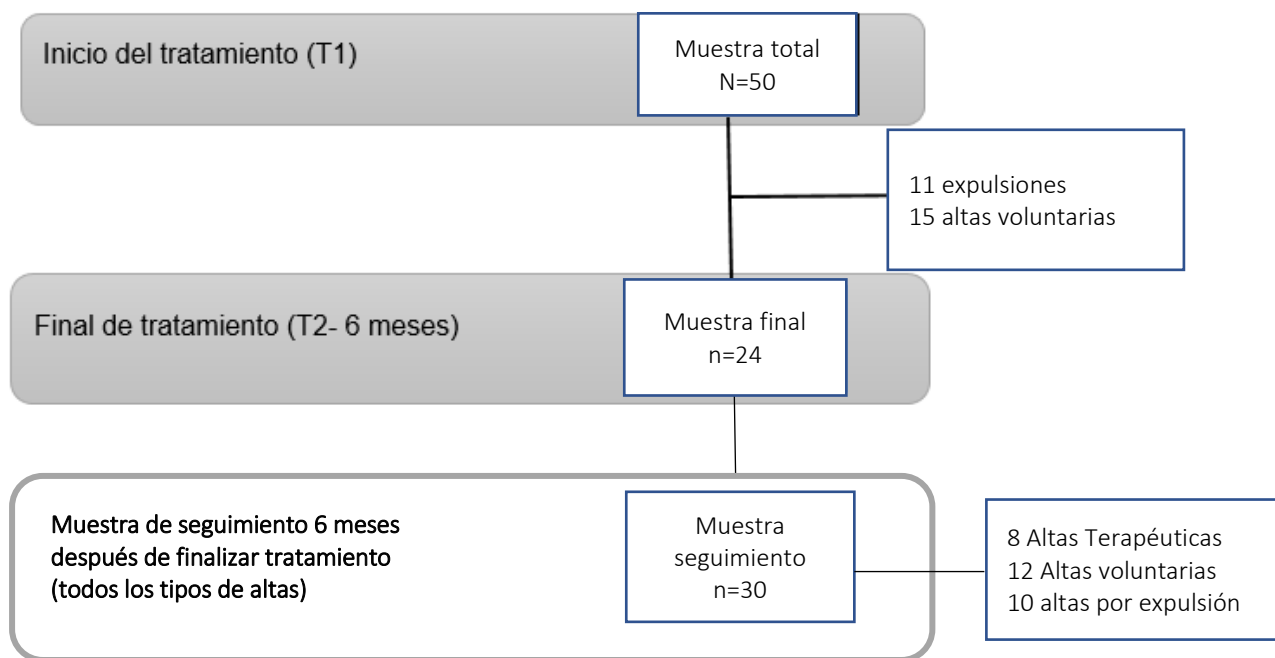 Inicio del tratamiento (T1)
Muestra total
N=50
11 expulsiones
15 altas voluntarias
Final de tratamiento (T2- 6 meses)
Muestra final
n=24
Muestra de seguimiento 6 meses
después de finalizar tratamiento
(todos los tipos de altas)
Muestra
seguimiento
n=30
8 Altas Terapéuticas
12 Altas voluntarias
10 altas por expulsión